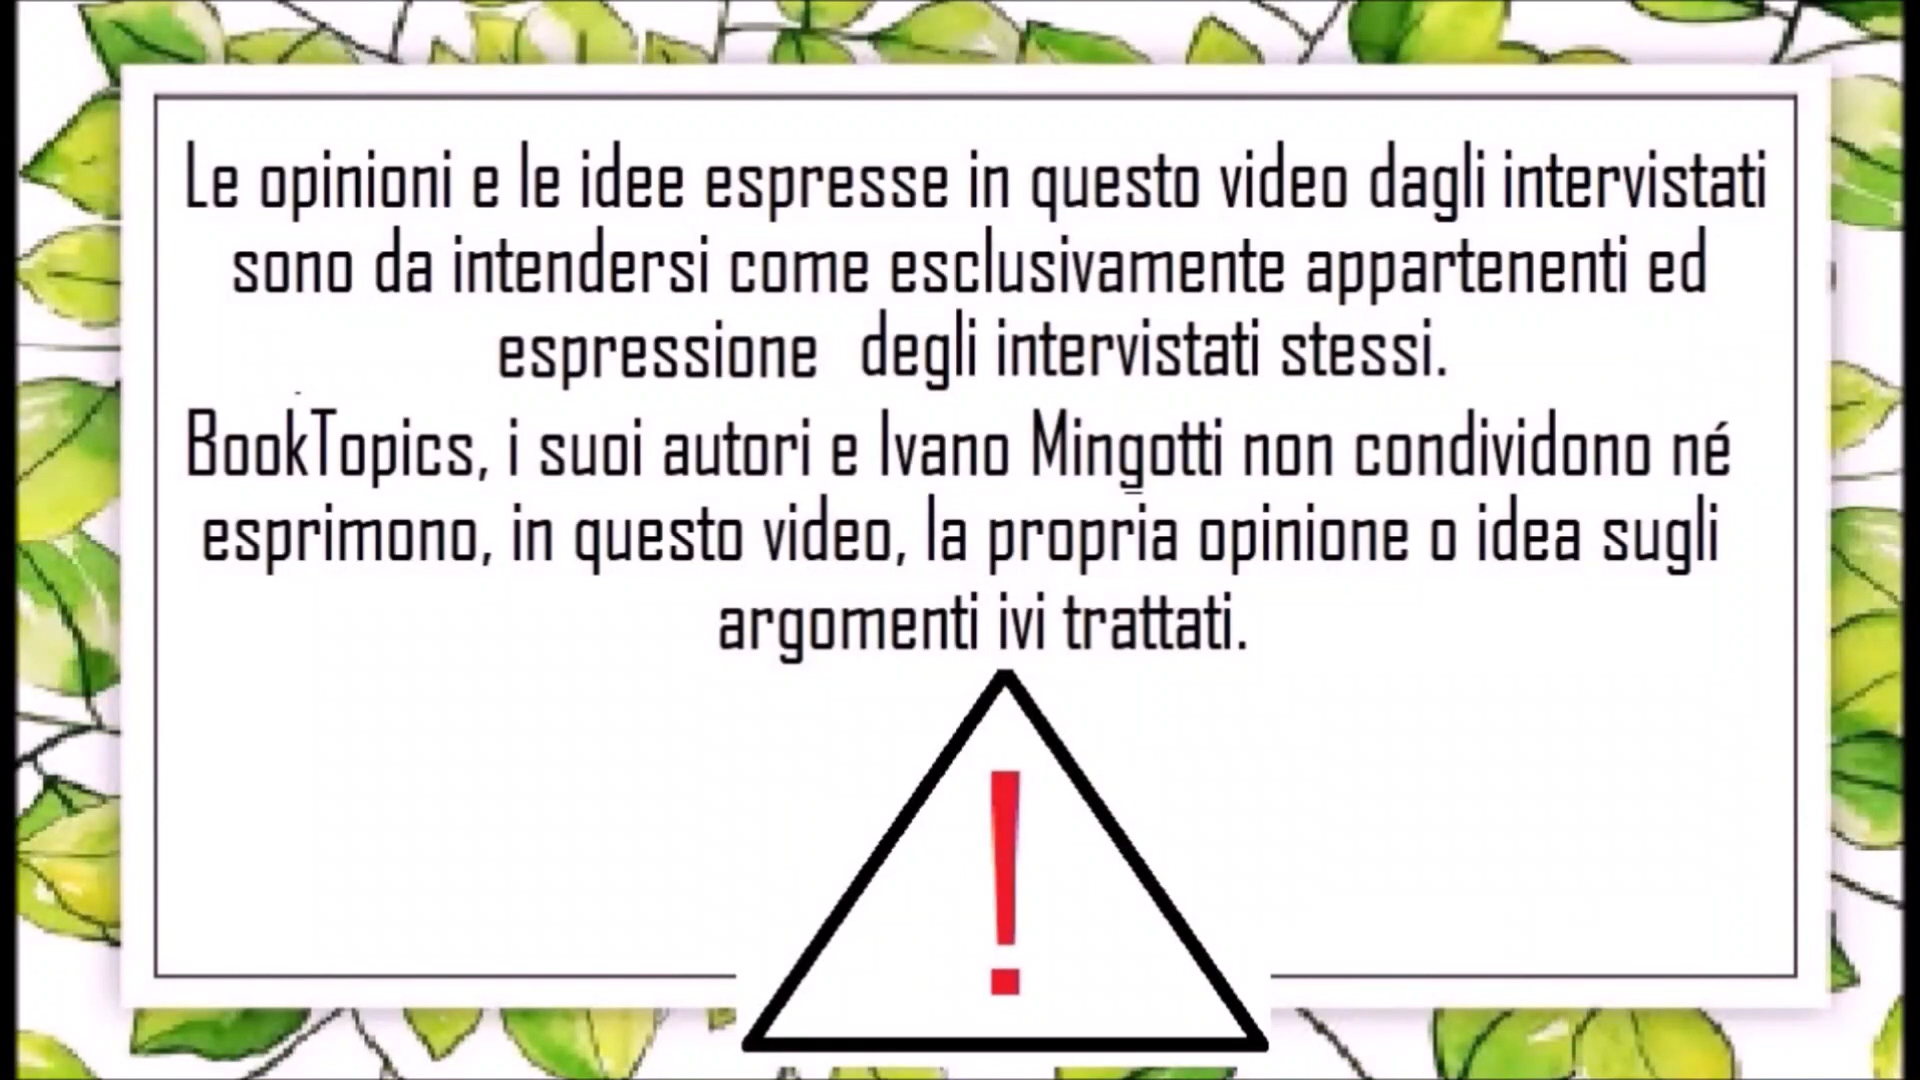 Le opinioni e le idee espresse in questo video dagli intervistati
sono da intendersi come esclusivamente appartenenti ed
espressione degli intervistati stessi.
BookTopics, i suoi autori e Ivano Mingotti non condividono né
esprimono, in questo video, la propria opinione o idea sugli
argomenti ivi trattati.
!